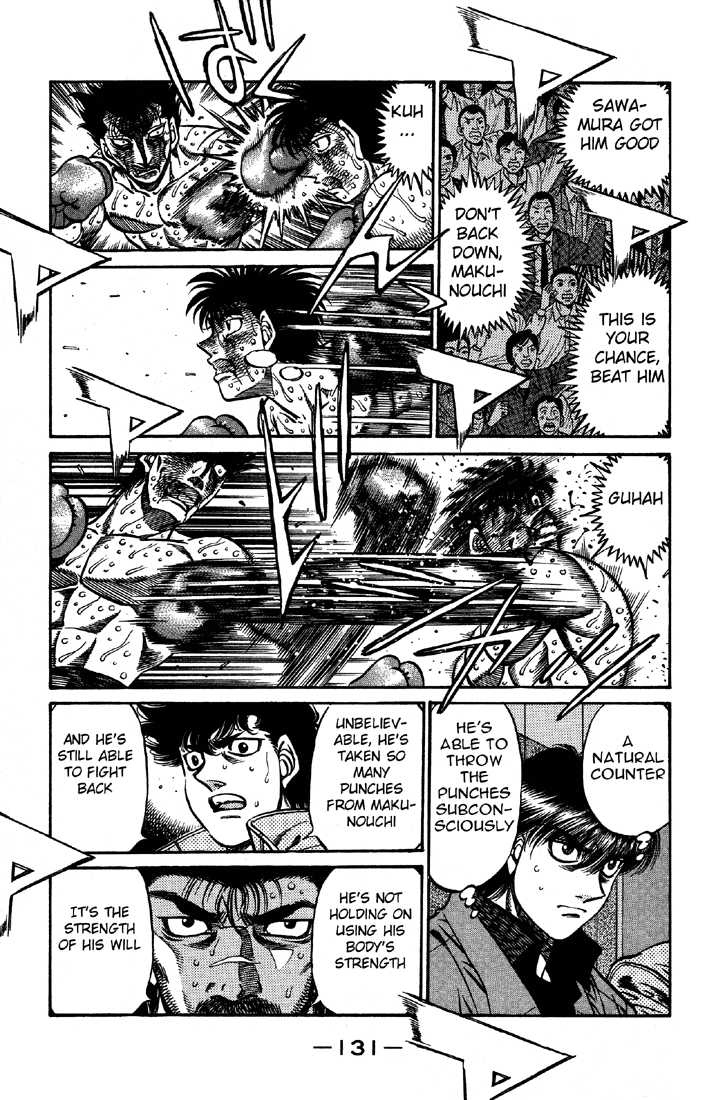 SAWA-
MURA GOT
HIM GOOD
DON'T
BACK
DOWN,
MAKU-
NOUCHI
THIS IS
YOUR
CHANCE,
BEAT HIM
KUH
...
GUHAH
A
NATURAL
COUNTER
HE'S
ABLE TO
THROW
THE
PUNCHES
SUBCON-
SCIOUSLY
UNBELIEV-
ABLE, HE'S
TAKEN SO
MANY
PUNCHES
FROM MAKU-
NOUCHI
AND HE'S
STILL ABLE
TO FIGHT
BACK
HE'S NOT
HOLDING ON
USING HIS
BODY'S
STRENGTH
IT'S THE
STRENGTH
OF HIS WILL
—131—